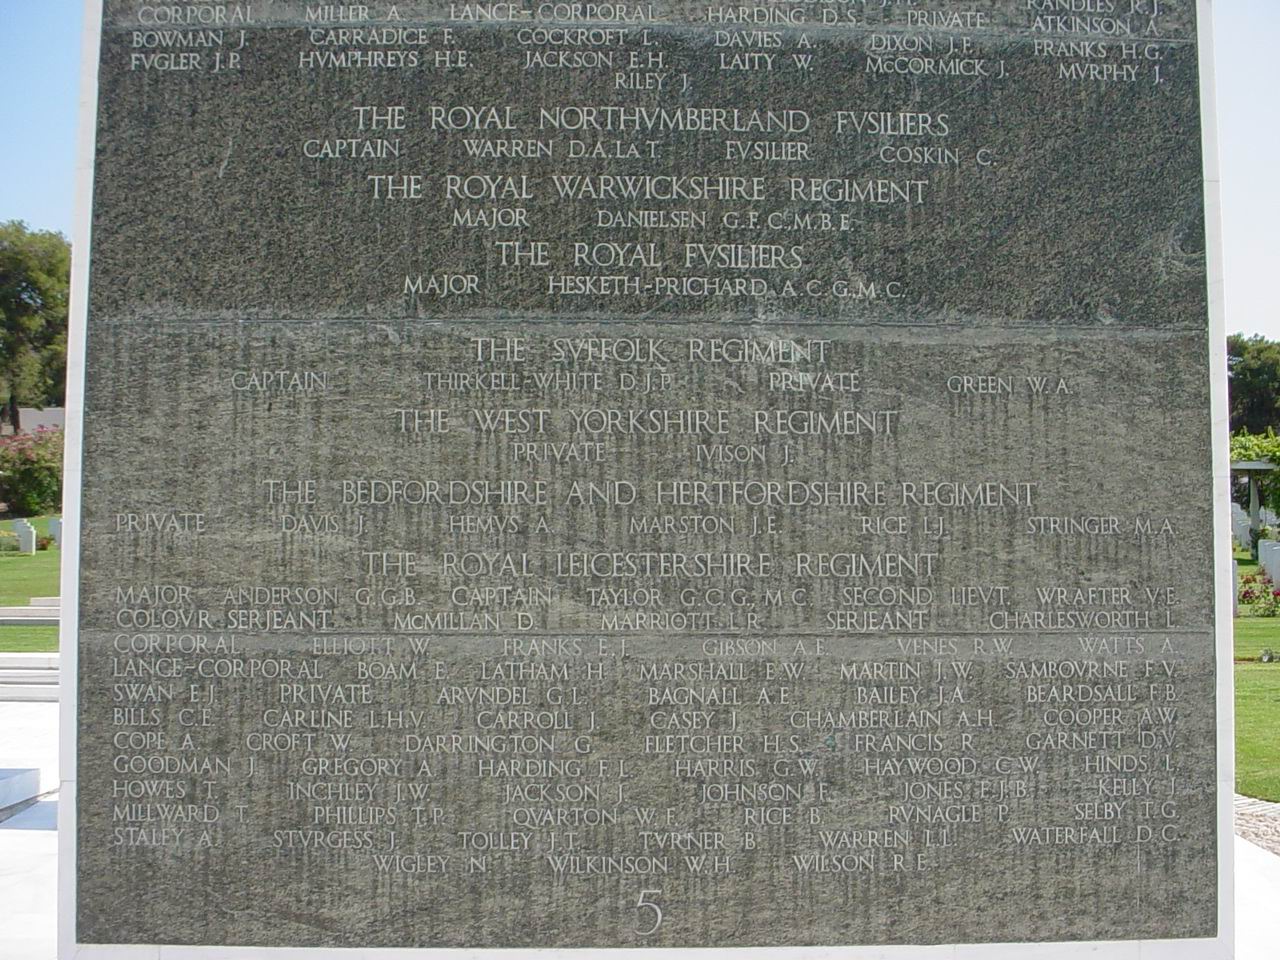 CORPORAL MILLER A. LANCE-CORPORAL HARDING D.S. PRIVATE ATKINSON A.
BOWMAN J. CARRADICE F. COCKROFT L. DAVIES A. DIXON J.F. FRANKS H.G.
FVGLER J.P. HVMPHREYS H.E. JACKSON E.H. LAITY W. MCCORMICK J. MVRPHY J.
RILEY J.
THE ROYAL NORTHVMBERLAND FVSILIERS
CAPTAIN WARREN D.A.LA T. FVSILIER COSKIN C.
THE ROYAL WARWICKSHIRE REGIMENT
MAJOR DANIELSEN G.F.C., M.B.E.
THE ROYAL FVSILIERS
MAJOR HESKETH-PRICHARD A.C.G., M.C.
THE SVFFOLK REGIMENT
CAPTAIN THIRKELL-WHITE D.J.P. PRIVATE GREEN W.A.
THE WEST YORKSHIRE REGIMENT
PRIVATE IVISON J.
THE BEDFORDSHIRE AND HERTFORDSHIRE REGIMENT
PRIVATE DAVIS J. HEMVS A. MARSTON J.E. RICE L.J. STRINGER M.A.
THE ROYAL LEICESTERSHIRE REGIMENT
MAJOR ANDERSON G.G.B. CAPTAIN TAYLOR G.C.G., M.C. SECOND LIEVT. WRAFTER V.E.
COLOVR SERJEANT MCMILLAN D. MARRIOTT L.R. SERJEANT CHARLESWORTH L.
CORPORAL ELLIOTT W. FRANKS E.J. GIBSON A.E. VENES R.W. WATTS A.
LANCE-CORPORAL BOAM E. LATHAM H. MARSHALL E.W. MARTIN J.W. SAMBOVRNE F.V.
SWAN E.J. PRIVATE ARVNDEL G.L. BAGNALL A.E. BAILEY J.A. BEARDSALL F.B.
BILLS C.E. CARLINE L.H.V. CARROLL J. CASEY J. CHAMBERLAIN A.H. COOPER A.W.
COPE A. CROFT W. DARRINGTON G. FLETCHER H.S. FRANCIS R. GARNETT D.V.
GOODMAN J. GREGORY A. HARDING F.L. HARRIS G.W. HAYWOOD C.W. HINDS L.
HOWES T. INCHLEY J.W. JACKSON J. JOHNSON F. JONES E.J.B. KELLY J.
MILLWARD T. PHILLIPS T.P. QVARTON W.F. RICE B. RVNAGLE P. SELBY T.G.
STALEY A. STVRGESS J. TOLLEY J.T. TVRNER B. WARREN L.L. WATERFALL D.C.
WIGLEY N. WILKINSON W.H. WILSON R.E.
5